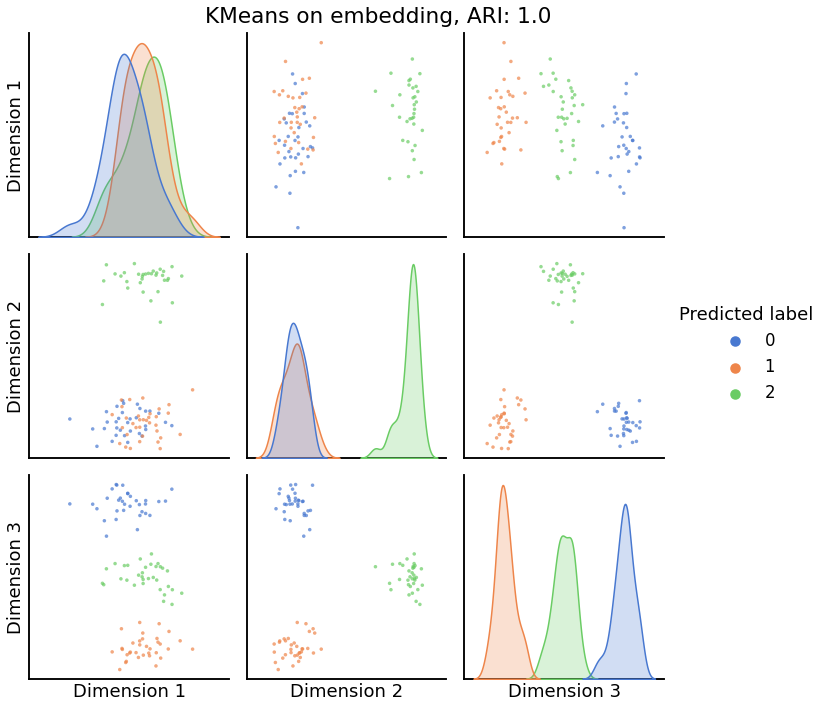 KMeans on embedding, ARI: 1.0
Dimension 1
Dimension 2
Dimension 3
Predicted label
0
1
2
Dimension 1
Dimension 2
Dimension 3